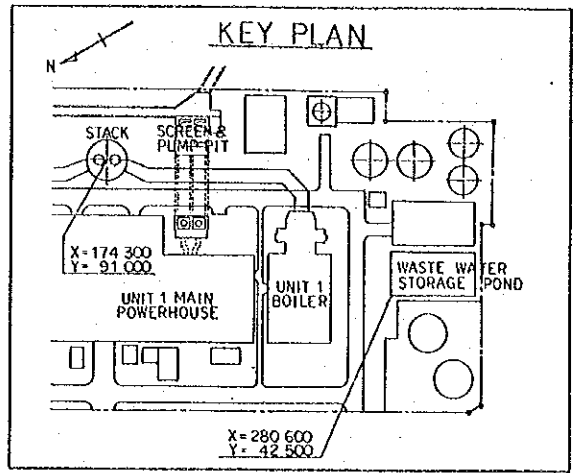 KEY PLAN
N
STACK
SCREEN &
PUMP PIT
X=174 300
Y= 91 000
UNIT 1 MAIN
POWERHOUSE
UNIT 1
BOILER
WASTE WATER
STORAGE POND
X=280 600
Y= 42 500